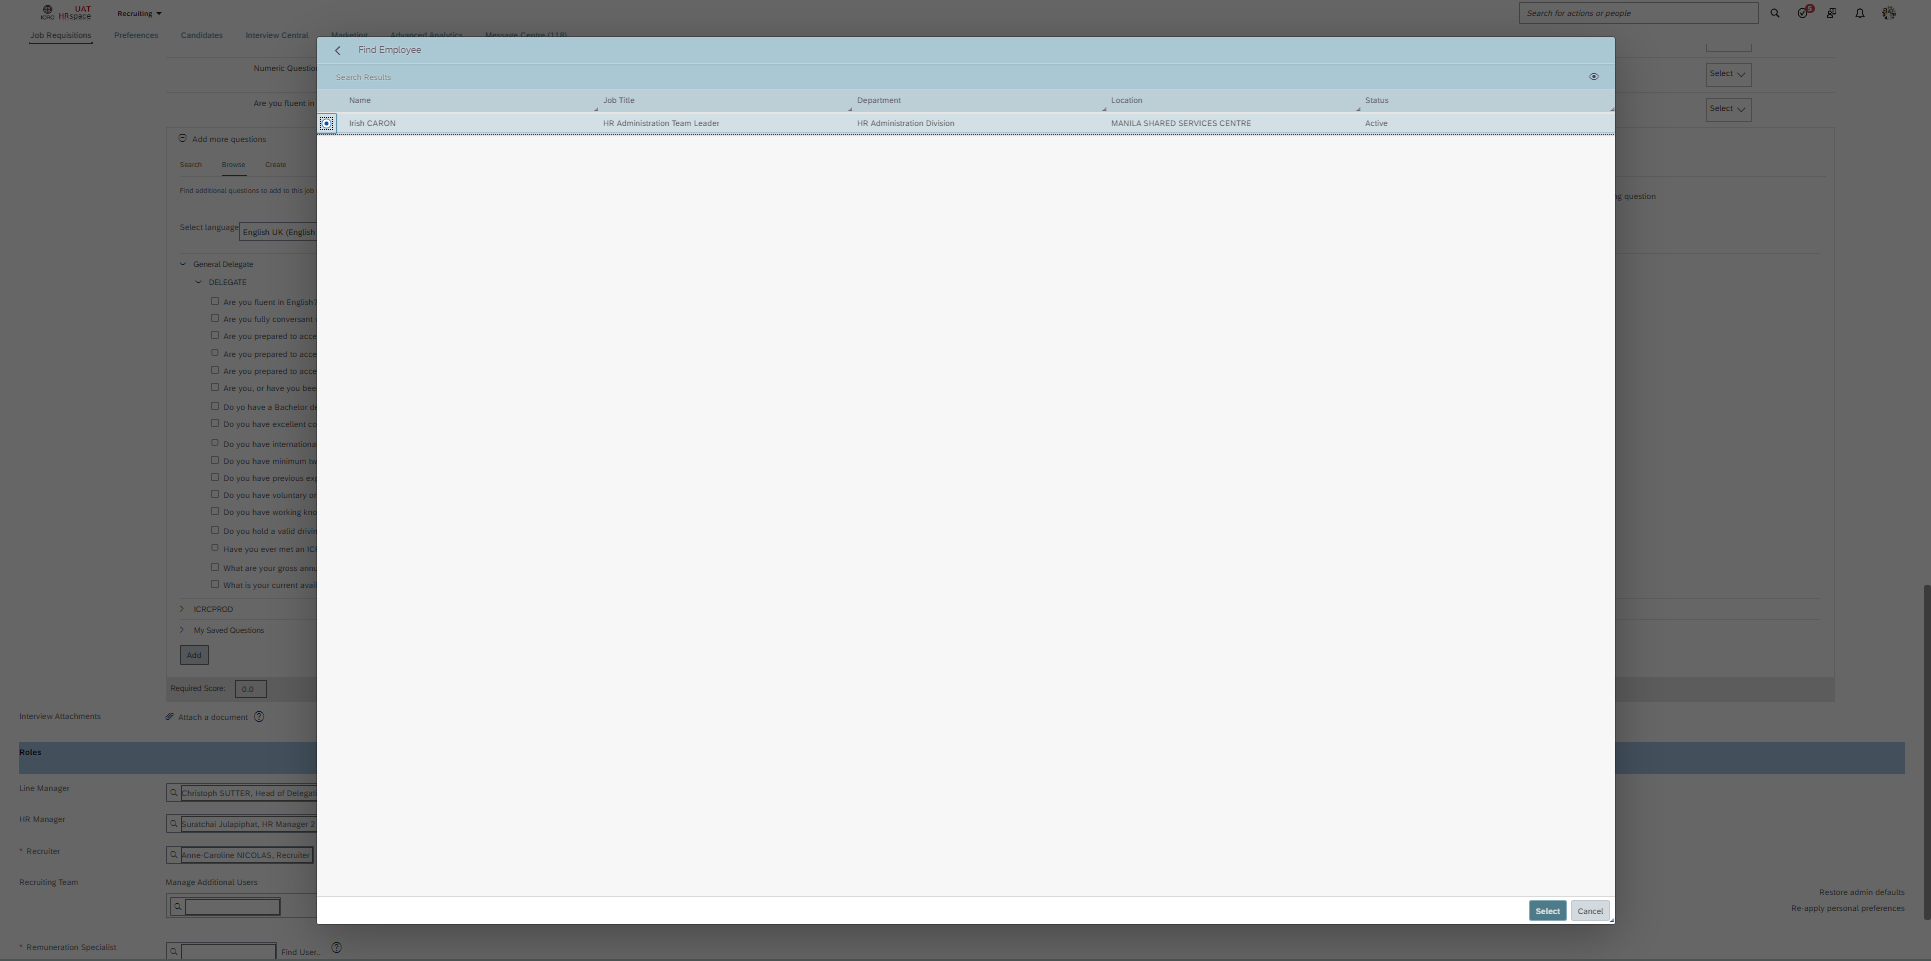 ICRC UAT HRspace
Recruiting
Search for actions or people
5
Job Requisitions
Preferences
Candidates
Interview Central
Marketing
Advanced Analytics
Message Centre (118)
Find Employee
Search Results
Name
Job Title
Department
Location
Status
Irish CARON
HR Administration Team Leader
HR Administration Division
MANILA SHARED SERVICES CENTRE
Active
Numeric Question
Select
Are you fluent in
Select
Add more questions
Search
Browse
Create
Find additional questions to add to this job
question
Select language
English UK (English
General Delegate
DELEGATE
Are you fluent in English
Are you fully conversant
Are you prepared to acce
Are you prepared to acce
Are you prepared to acce
Are you, or have you bee
Do yo have a Bachelor de
Do you have excellent co
Do you have international
Do you have minimum tw
Do you have previous exp
Do you have voluntary or
Do you have working kno
Do you hold a valid drivin
Have you ever met an IC
What are your gross annu
What is your current avail
ICRCPROD
My Saved Questions
Add
Required Score:
0.0
Interview Attachments
Attach a document
Roles
Line Manager
Christoph SUTTER, Head of Delegat
HR Manager
Suratchai Julapiphat, HR Manager 2
* Recruiter
Anne-Caroline NICOLAS, Recruiter
Recruiting Team
Manage Additional Users
Restore admin defaults
Re-apply personal preferences
Select
Cancel
* Remuneration Specialist
Find User..